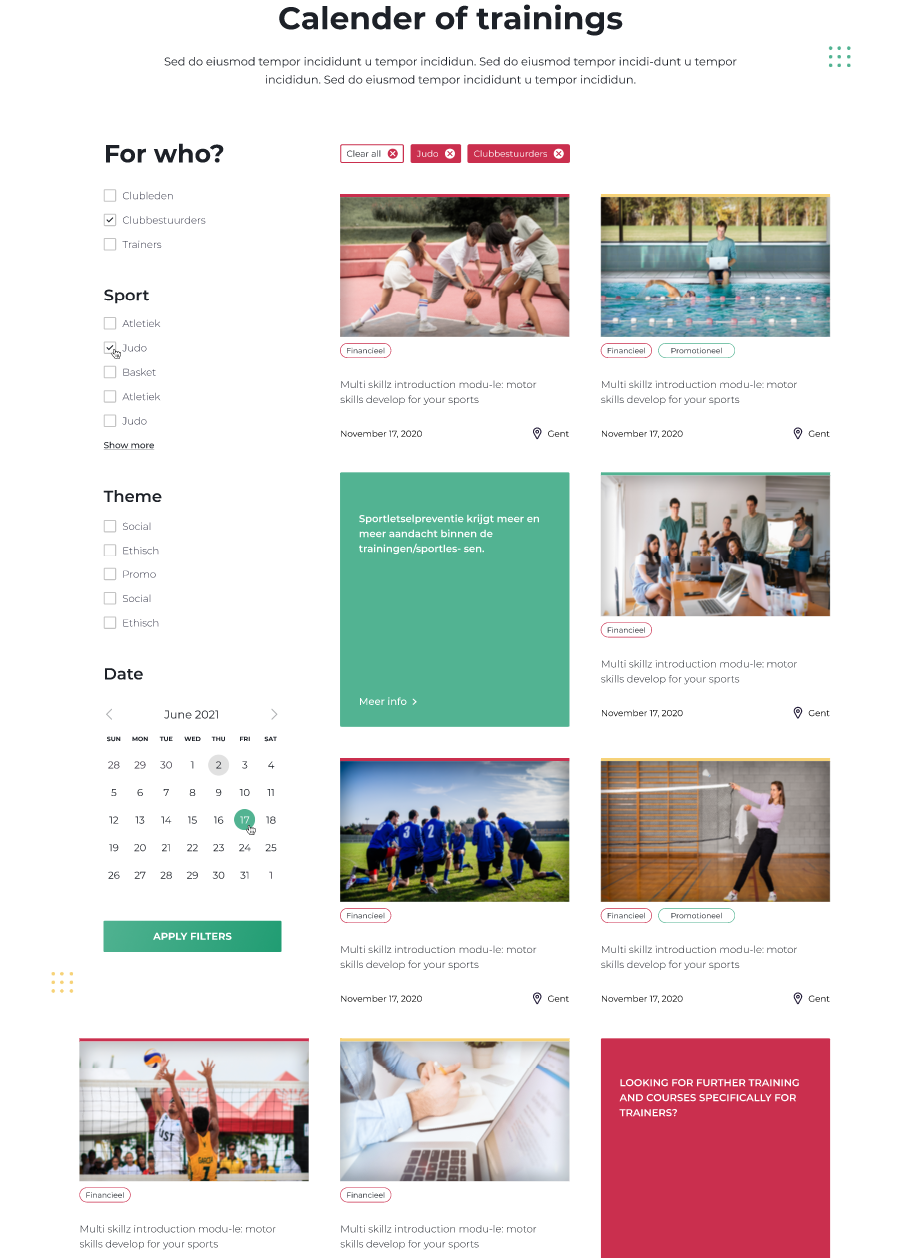 Calender of trainings
Sed do eiusmod tempor incididunt u tempor incididun. Sed do eiusmod tempor incidi-dunt u tempor
incididun. Sed do eiusmod tempor incididunt u tempor incididun.
For who?
Clubleden
Clubbestuurders
Trainers
Sport
Atletiek
Judo
Basket
Atletiek
Judo
Show more
Theme
Social
Ethisch
Promo
Social
Ethisch
Date
June 2021
SUN MON TUE WED THU FRI SAT
28 29 30 1 2 3 4
5 6 7 8 9 10 11
12 13 14 15 16 17 18
19 20 21 22 23 24 25
26 27 28 29 30 31 1
APPLY FILTERS
Clear all Judo Clubbestuurders
Financieel
Multi skillz introduction modu-le: motor
skills develop for your sports
November 17, 2020 Gent
Financieel Promotioneel
Multi skillz introduction modu-le: motor
skills develop for your sports
November 17, 2020 Gent
Sportletselpreventie krijgt meer en
meer aandacht binnen de
trainingen/sportles- sen.
Meer info
Financieel
Multi skillz introduction modu-le: motor
skills develop for your sports
November 17, 2020 Gent
3 2 4
Financieel
Multi skillz introduction modu-le: motor
skills develop for your sports
November 17, 2020 Gent
Financieel Promotioneel
Multi skillz introduction modu-le: motor
skills develop for your sports
November 17, 2020 Gent
UST
7
Financieel
Multi skillz introduction modu-le: motor
skills develop for your sports
Financieel
Multi skillz introduction modu-le: motor
skills develop for your sports
LOOKING FOR FURTHER TRAINING
AND COURSES SPECIFICALLY FOR
TRAINERS?